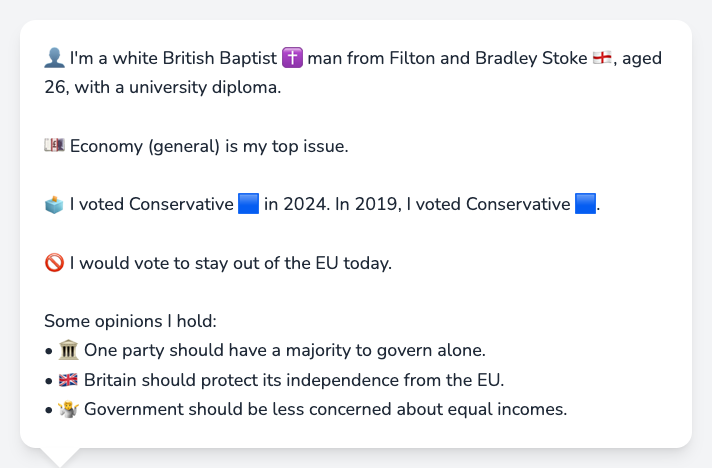 👤 I'm a white British Baptist ✝️ man from Filton and Bradley Stoke 🏴󠁧󠁢󠁥󠁮󠁧󠁿, aged
26, with a university diploma.
💷 Economy (general) is my top issue.
🗳️ I voted Conservative 🟦 in 2024. In 2019, I voted Conservative 🟦.
🚫 I would vote to stay out of the EU today.
Some opinions I hold:
• 🏛️ One party should have a majority to govern alone.
• 🇬🇧 Britain should protect its independence from the EU.
• 🤷 Government should be less concerned about equal incomes.